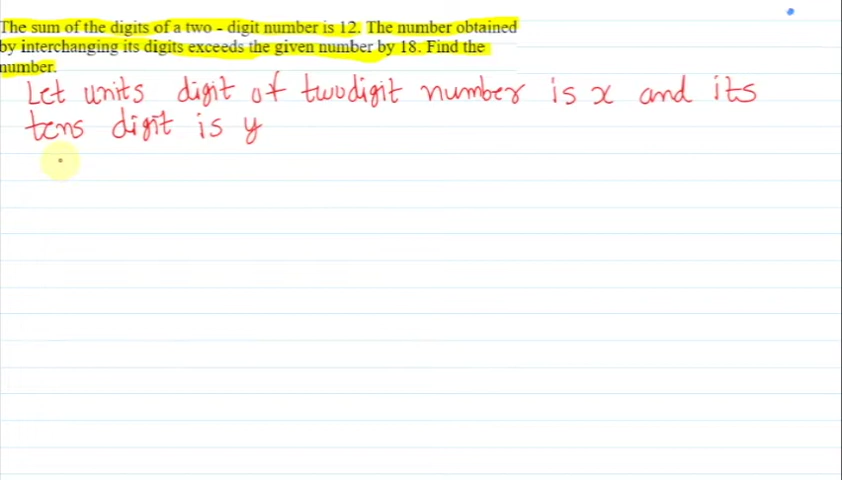 The sum of the digits of a two - digit number is 12. The number obtained
by interchanging its digits exceeds the given number by 18. Find the
number.
Let units digit of twodigit number is x and its
tens digit is y